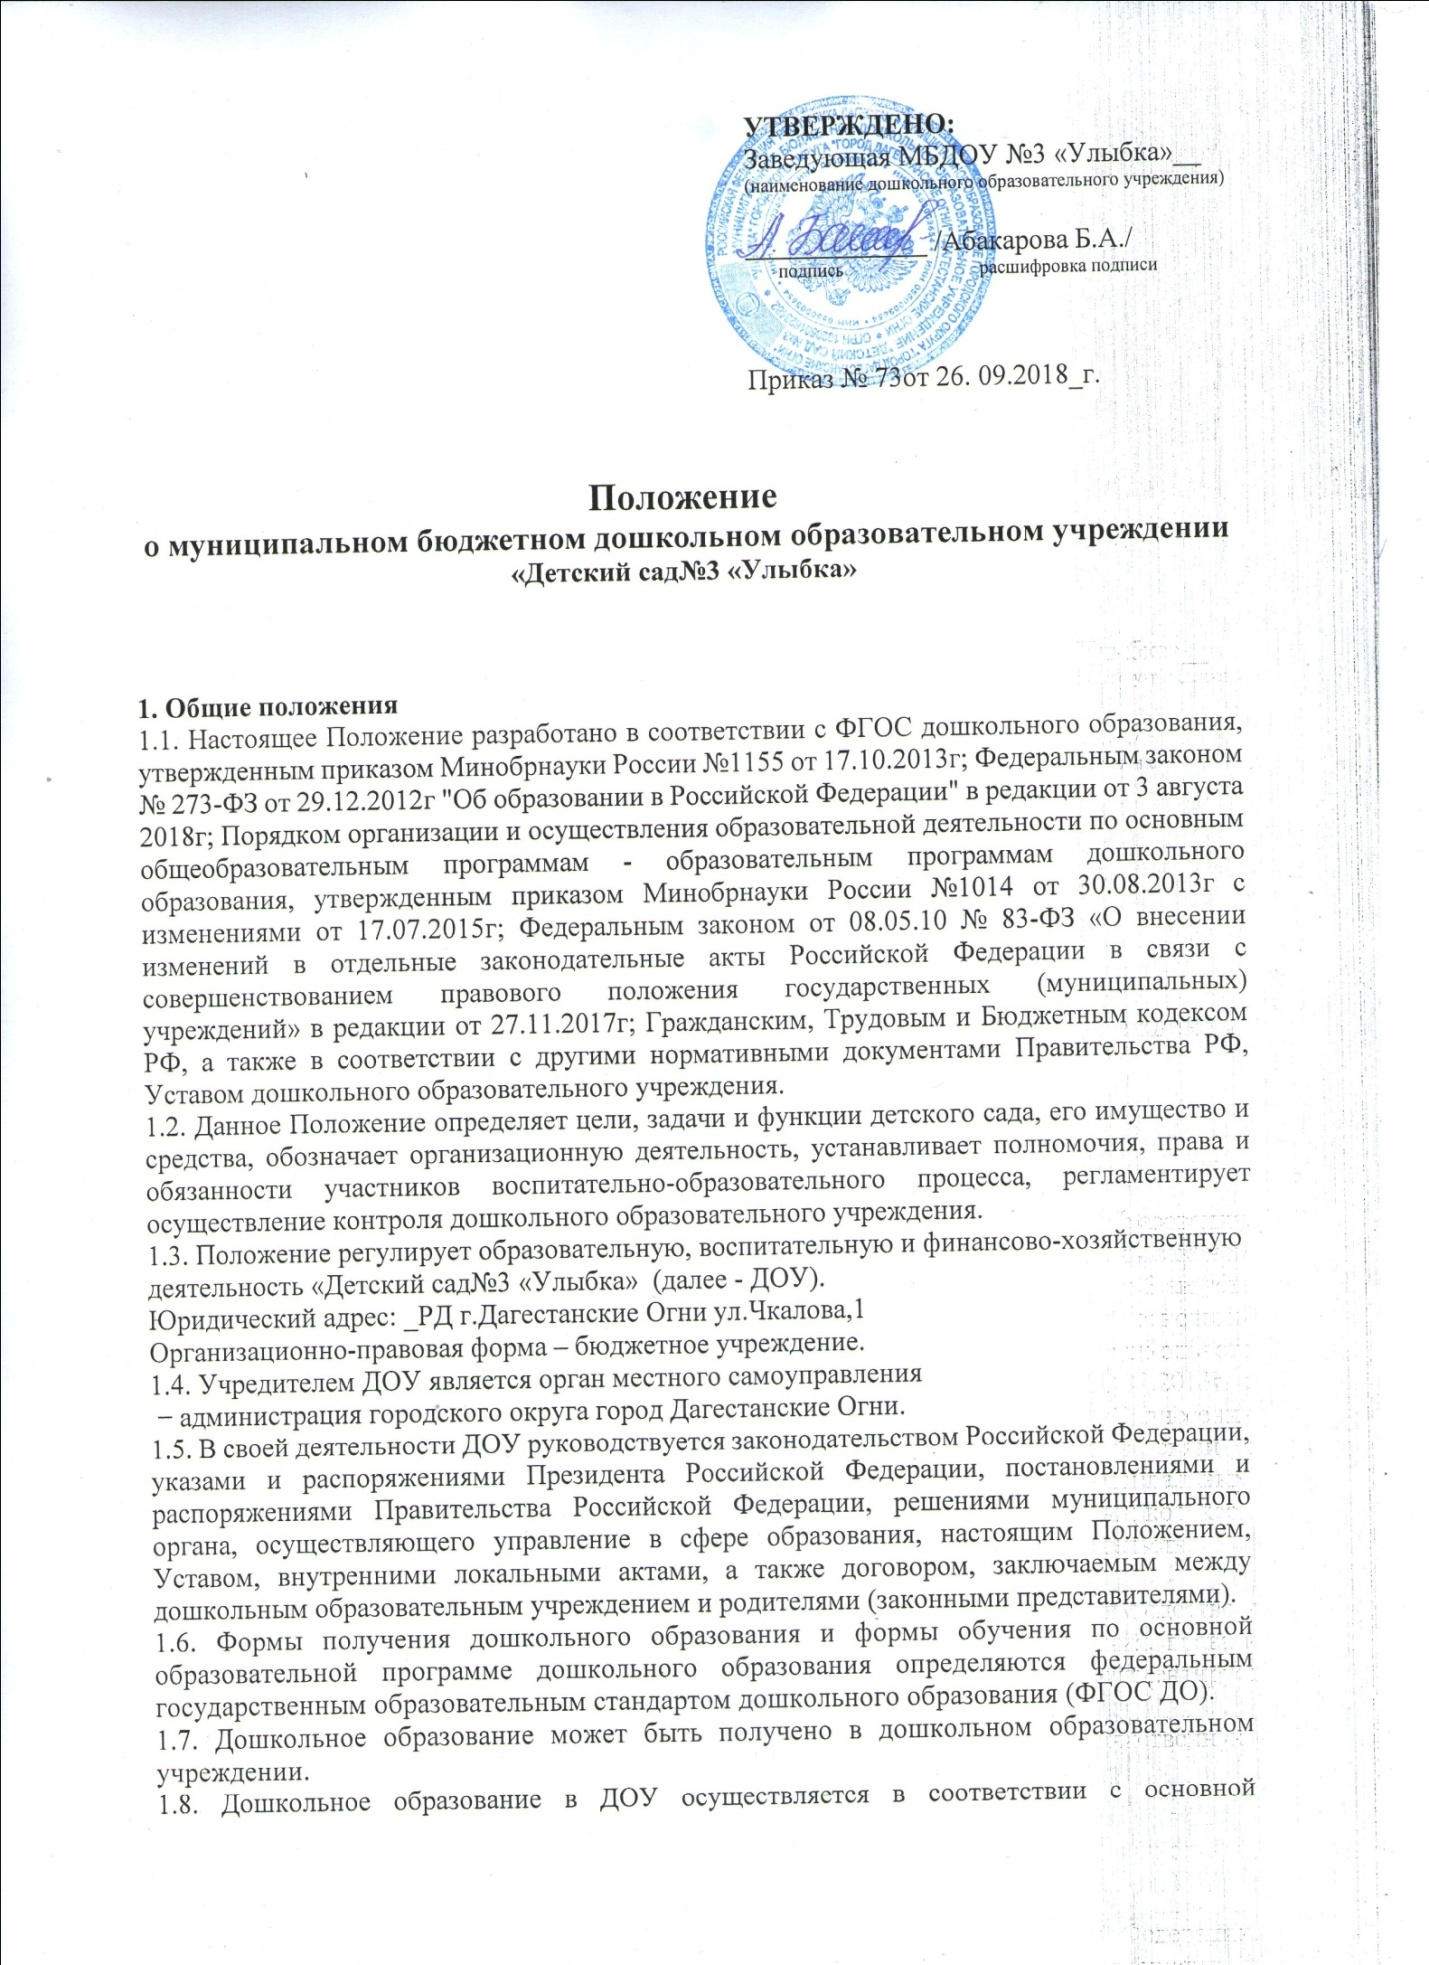 УТВЕРЖДЕНО:
Заведующая МБДОУ №3 «Улыбка»__
(наименование дошкольного образовательного учреждения)
/Абакарова Б.А./
подпись расшифровка подписи
Приказ № 73от 26. 09.2018_г.
Положение
о муниципальном бюджетном дошкольном образовательном учреждении
«Детский сад№3 «Улыбка»
1. Общие положения
1.1. Настоящее Положение разработано в соответствии с ФГОС дошкольного образования,
утвержденным приказом Минобрнауки России №1155 от 17.10.2013г; Федеральным законом
№ 273-ФЗ от 29.12.2012г "Об образовании в Российской Федерации" в редакции от 3 августа
2018г; Порядком организации и осуществления образовательной деятельности по основным
общеобразовательным программам - образовательным программам дошкольного
образования, утвержденным приказом Минобрнауки России №1014 от 30.08.2013г с
изменениями от 17.07.2015г; Федеральным законом от 08.05.10 № 83-ФЗ «О внесении
изменений в отдельные законодательные акты Российской Федерации в связи с
совершенствованием правового положения государственных (муниципальных)
учреждений» в редакции от 27.11.2017г; Гражданским, Трудовым и Бюджетным кодексом
РФ, а также в соответствии с другими нормативными документами Правительства РФ,
Уставом дошкольного образовательного учреждения.
1.2. Данное Положение определяет цели, задачи и функции детского сада, его имущество и
средства, обозначает организационную деятельность, устанавливает полномочия, права и
обязанности участников воспитательно-образовательного процесса, регламентирует
осуществление контроля дошкольного образовательного учреждения.
1.3. Положение регулирует образовательную, воспитательную и финансово-хозяйственную
деятельность «Детский сад№3 «Улыбка» (далее - ДОУ).
Юридический адрес: _РД г.Дагестанские Огни ул.Чкалова,1
Организационно-правовая форма – бюджетное учреждение.
1.4. Учредителем ДОУ является орган местного самоуправления
– администрация городского округа город Дагестанские Огни.
1.5. В своей деятельности ДОУ руководствуется законодательством Российской Федерации,
указами и распоряжениями Президента Российской Федерации, постановлениями и
распоряжениями Правительства Российской Федерации, решениями муниципального
органа, осуществляющего управление в сфере образования, настоящим Положением,
Уставом, внутренними локальными актами, а также договором, заключаемым между
дошкольным образовательным учреждением и родителями (законными представителями).
1.6. Формы получения дошкольного образования и формы обучения по основной
образовательной программе дошкольного образования определяются федеральным
государственным образовательным стандартом дошкольного образования (ФГОС ДО).
1.7. Дошкольное образование может быть получено в дошкольном образовательном
учреждении.
1.8. Дошкольное образование в ДОУ осуществляется в соответствии с основной